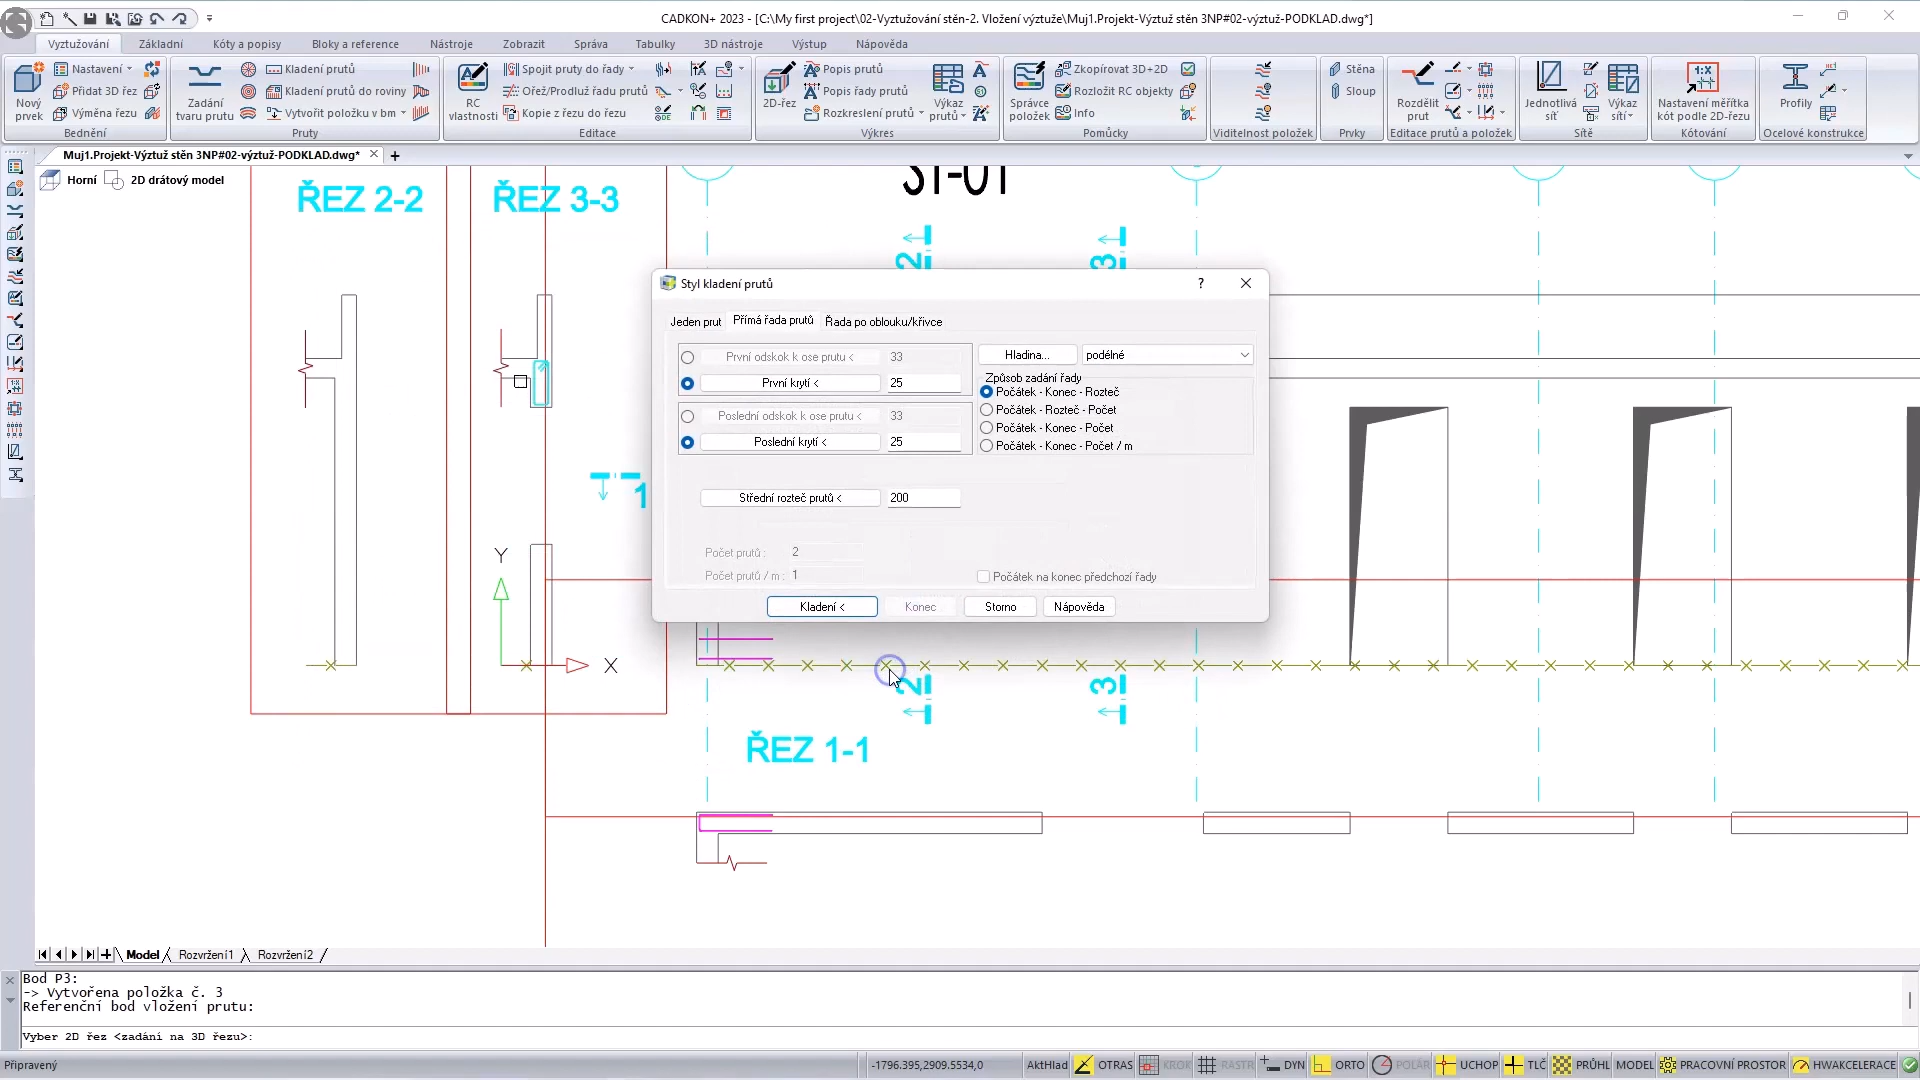 CADKON+ 2023 - [C:\My first project\02-Vyztužování stěn-2. Vložení výztuže\Muj1.Projekt-Výztuž stěn 3NP#02-výztuž-PODKLAD.dwg*]
Vyztužování Základní Kóty a popisy Bloky a reference Nástroje Zobrazit Správa Tabulky 3D nástroje Výstup Nápověda
Nový prvek
Nastavení
Přidat 3D řez
Výměna řezu
Bednění
Zadání tvaru prutu
Kladení prutů
Kladení prutů do roviny
Vytvořit položku v bm
Pruty
RC vlastnosti
Spojit pruty do řady
Ořež/Prodluž řadu prutů
Kopie z řezu do řezu
Editace
2D-řez
Popis prutů
Popis řady prutů
Rozkreslení prutů
Výkaz prutů
Výkres
Správce položek
Zkopírovat 3D+2D
Rozložit RC objekty
Info
Pomůcky
Viditelnost položek
Stěna
Sloup
Prvky
Rozdělit prut
Editace prutů a položek
Jednotlivá síť
Výkaz sítí
Sítě
1:X
Nastavení měřítka kót podle 2D-řezu
Kótování
Profily
Ocelové konstrukce
Muj1.Projekt-Výztuž stěn 3NP#02-výztuž-PODKLAD.dwg*
Horní 2D drátový model
ŘEZ 2-2 ŘEZ 3-3
ST-01
2 3
Styl kladení prutů
Jeden prut Přímá řada prutů Řada po oblouku/křivce
První odskok k ose prutu < 33
První krytí < 25
Poslední odskok k ose prutu < 33
Poslední krytí < 25
Hladina... podélné
Způsob zadání řady
Počátek - Konec - Rozteč
Počátek - Rozteč - Počet
Počátek - Konec - Počet
Počátek - Konec - Počet / m
Střední rozteč prutů < 200
Počet prutů : 2
Počet prutů / m : 1
Počátek na konec předchozí řady
Kladení < Konec Storno Nápověda
1
Y
X
2 3
ŘEZ 1-1
Model Rozvržení1 Rozvržení2
Bod P3:
-> Vytvořena položka č. 3
Referenční bod vložení prutu:
Vyber 2D řez <zadání na 3D řezu>:
Připravený
-1796.395,2909.5534,0 AktHlad OTRAS KROK RASTR DYN ORTO POLÁR UCHOP TLČ PRŮHL MODEL PRACOVNÍ PROSTOR HWAKCELERACE